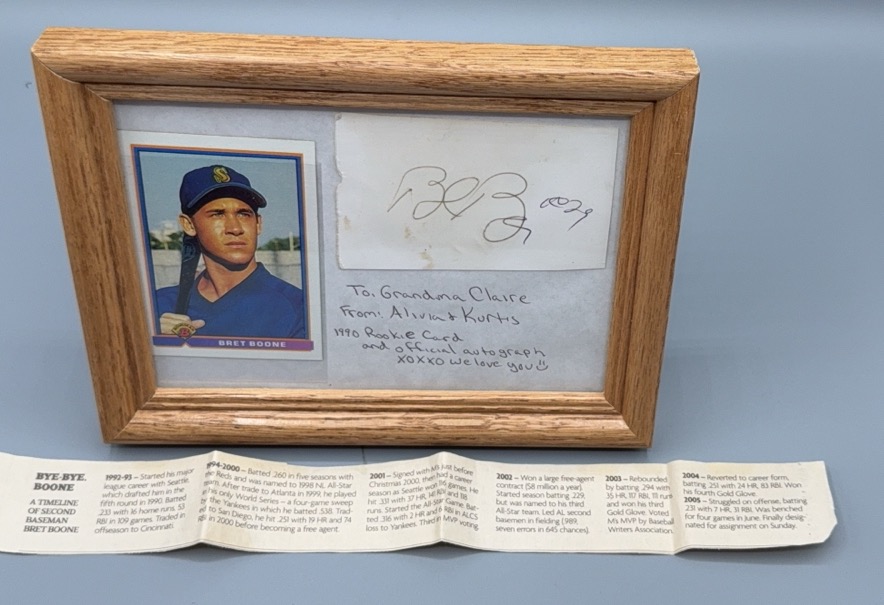 S
BRET BOONE
To: Grandma Claire
From: Alivia & Kurtis
1990 Rookie Card
and official autograph
XOXXO we love you
BYE-BYE,
BOONE
A TIMELINE
OF SECOND
BASEMAN
BRET BOONE
1992-93 – Started his major
league career with Seattle,
which drafted him in the
fifth round in 1990. Batted
.233 with 16 home runs, 53
RBI in 109 games. Traded in
offseason to Cincinnati.
1994-2000 – Batted .260 in five seasons with
the Reds and was named to 1998 NL All-Star
team. After trade to Atlanta in 1999, he played
his only World Series – a four-game sweep
the Yankees in which he batted .538. Trad-
ed to San Diego, he hit .251 with 19 HR and 74
RBI in 2000 before becoming a free agent.
2001 – Signed with M's just before
Christmas 2000, then had a career
season as Seattle won games. He
hit .331 with 37 HR, 141 RBI and 118
runs. Started the All-Star Game. Bat-
ted .316 with 2 HR and 6 RBI in ALCS
loss to Yankees. Third in MVP voting.
2002 – Won a large free-agent
contract ($8 million a year).
Started season batting .229,
but was named to his third
All-Star team. Led AL second
basemen in fielding (.989,
seven errors in 645 chances).
2003 – Rebounded
by batting .294 with
35 HR, 117 RBI, 111 runs
and won his third
Gold Glove. Voted
M's MVP by Baseball
Writers Association.
2004 – Reverted to career form,
batting .251 with 24 HR, 83 RBI. Won
his fourth Gold Glove.
2005 – Struggled on offense, batting
.231 with 7 HR, 31 RBI. Was benched
for four games in June. Finally desig-
nated for assignment on Sunday.